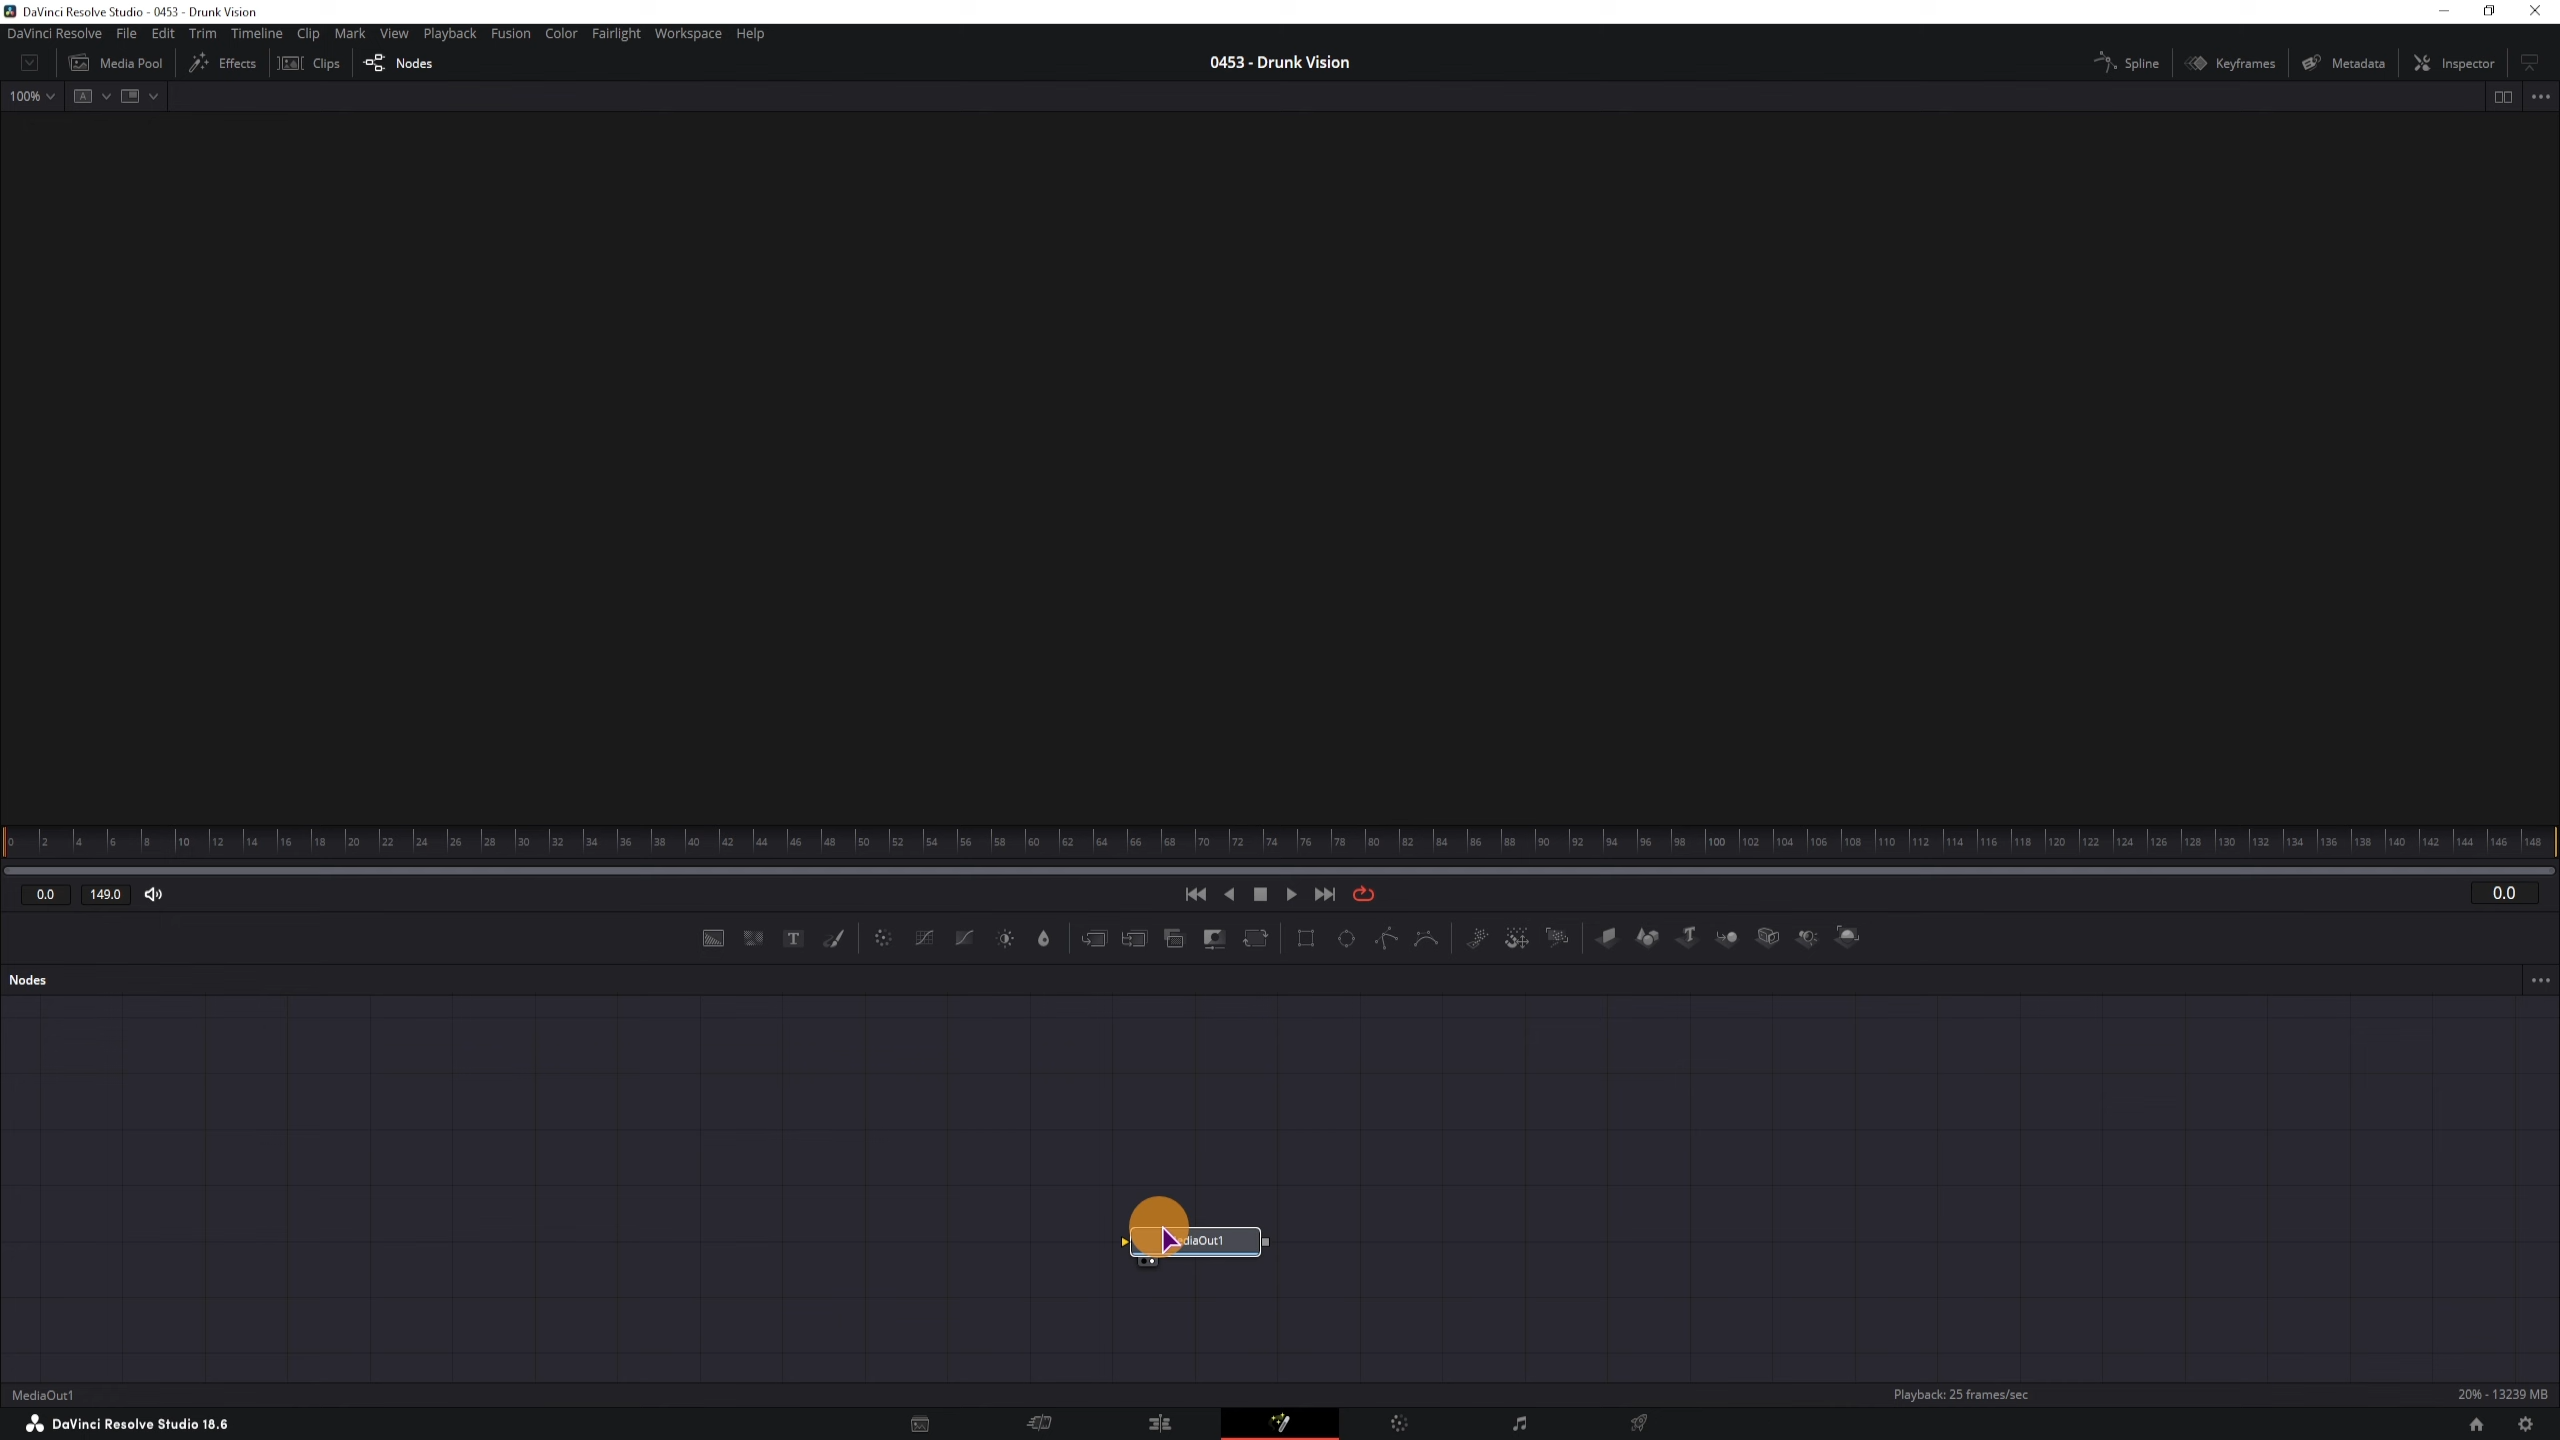 DaVinci Resolve Studio - 0453 - Drunk Vision
DaVinci Resolve File Edit Trim Timeline Clip Mark View Playback Fusion Color Fairlight Workspace Help
Media Pool Effects Clips Nodes 0453 - Drunk Vision Spline Keyframes Metadata Inspector
100% A
0 2 4 6 8 10 12 14 16 18 20 22 24 26 28 30 32 34 36 38 40 42 44 46 48 50 52 54 56 58 60 62 64 66 68 70 72 74 76 78 80 82 84 86 88 90 92 94 96 98 100 102 104 106 108 110 112 114 116 118 120 122 124 126 128 130 132 134 136 138 140 142 144 146 148
0.0 149.0 0.0
T
Nodes
diaOut1
MediaOut1 Playback: 25 frames/sec 20% - 13239 MB
DaVinci Resolve Studio 18.6